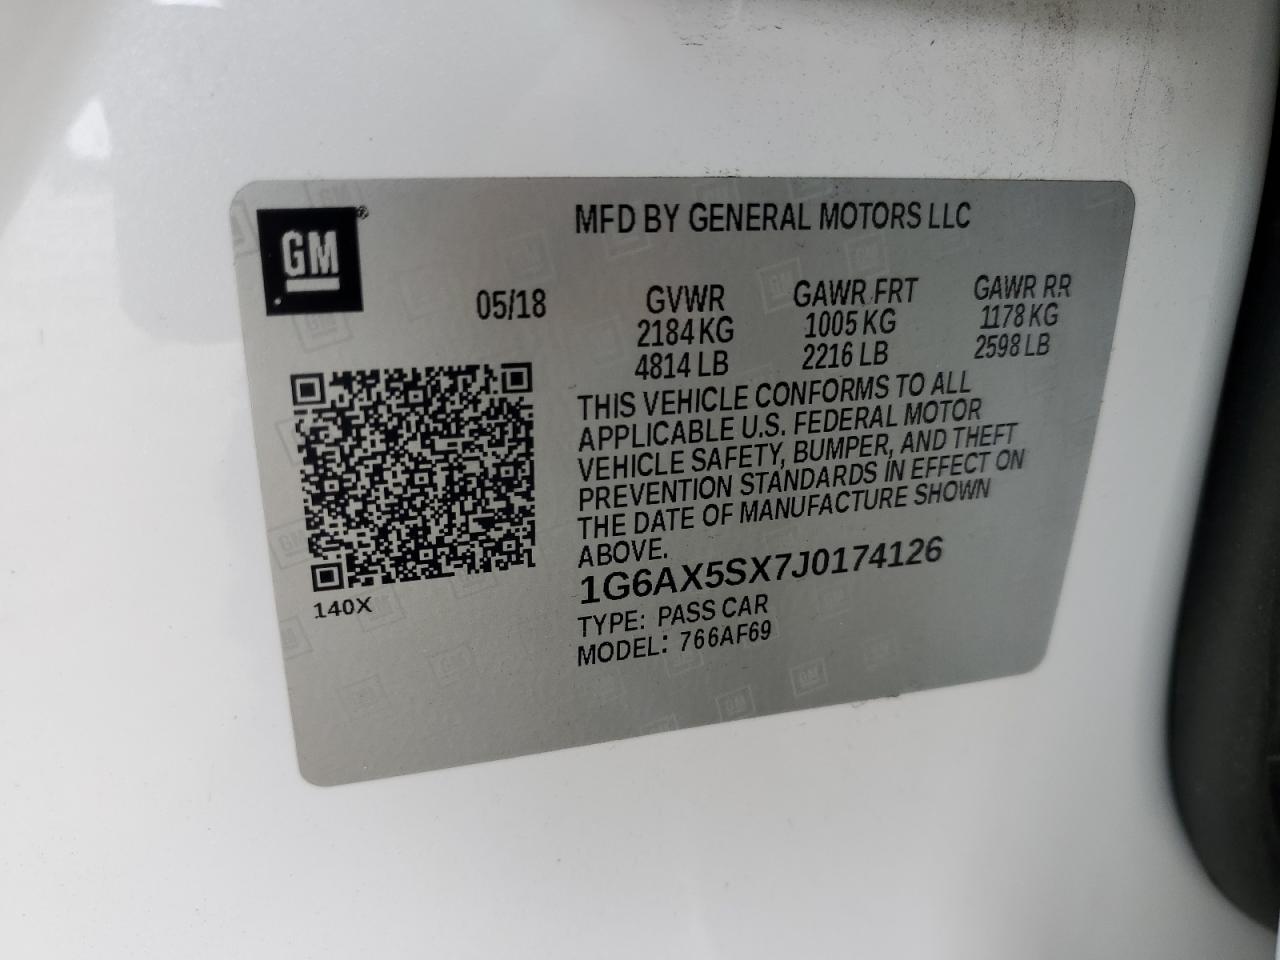 GM
MFD BY GENERAL MOTORS LLC
05/18 GVWR GAWR FRT GAWR RR
2184 KG 1005 KG 1178 KG
4814 LB 2216 LB 2598 LB
THIS VEHICLE CONFORMS TO ALL
APPLICABLE U.S. FEDERAL MOTOR
VEHICLE SAFETY, BUMPER, AND THEFT
PREVENTION STANDARDS IN EFFECT ON
THE DATE OF MANUFACTURE SHOWN
ABOVE.
1G6AX5SX7J0174126
TYPE: PASS CAR
MODEL: 766AF69
140X